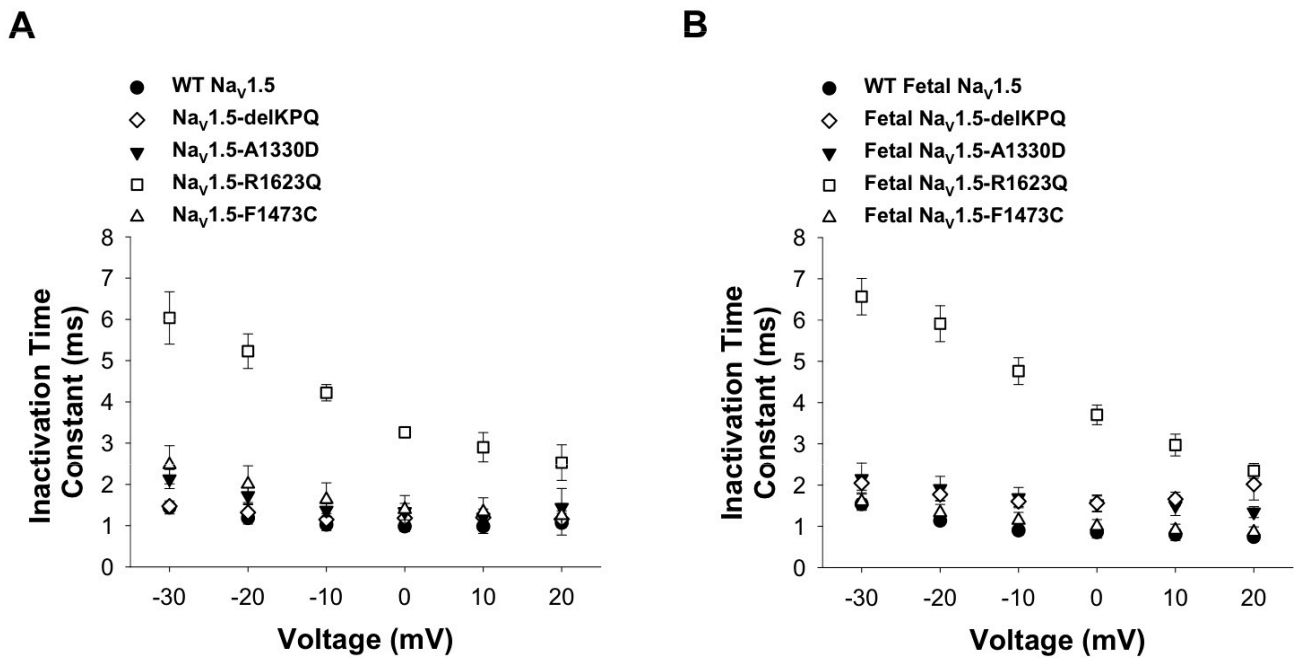 A
WT NaV1.5
NaV1.5-delKPQ
NaV1.5-A1330D
NaV1.5-R1623Q
NaV1.5-F1473C
8
7
6
5
4
3
2
1
0
Inactivation Time
Constant (ms)
-30 -20 -10 0 10 20
Voltage (mV)
B
WT Fetal NaV1.5
Fetal NaV1.5-delKPQ
Fetal NaV1.5-A1330D
Fetal NaV1.5-R1623Q
Fetal NaV1.5-F1473C
8
7
6
5
4
3
2
1
0
Inactivation Time
Constant (ms)
-30 -20 -10 0 10 20
Voltage (mV)